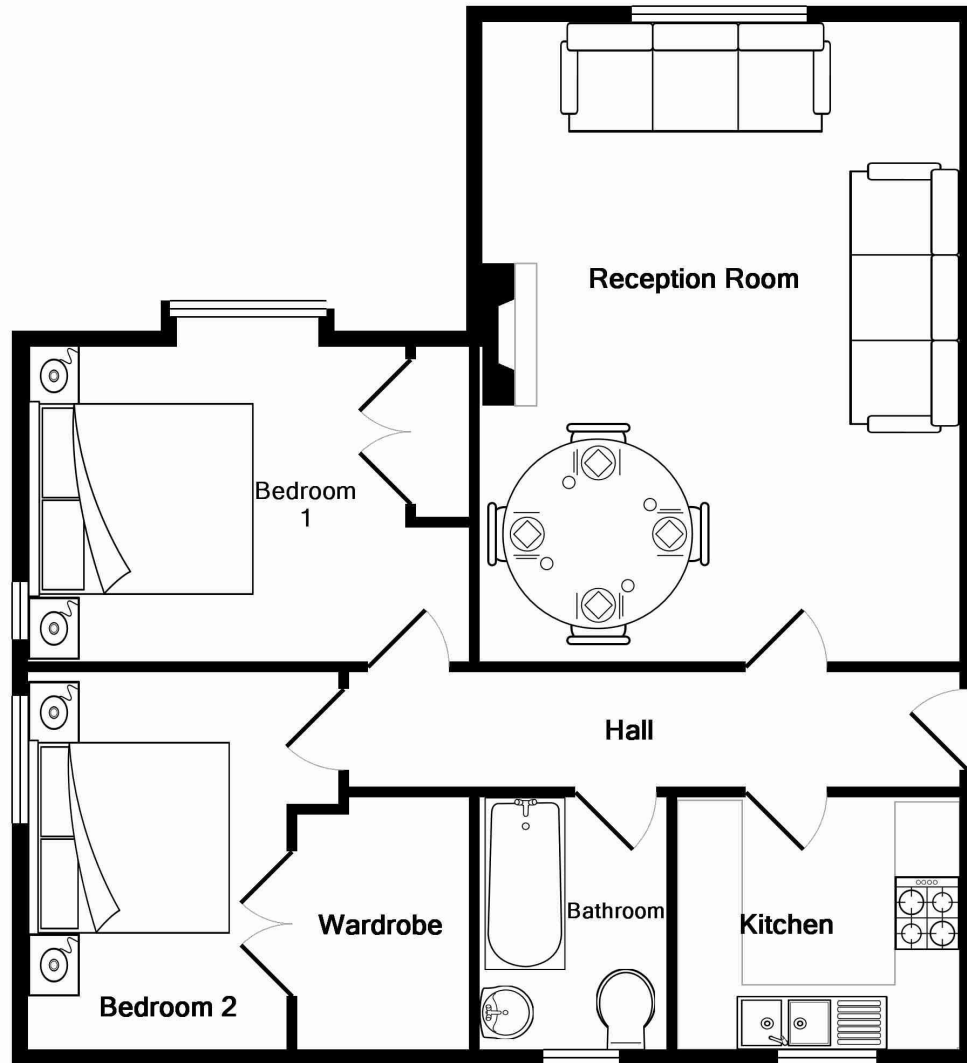 Reception Room
Bedroom
1
Hall
Wardrobe
Bathroom
Kitchen
Bedroom 2